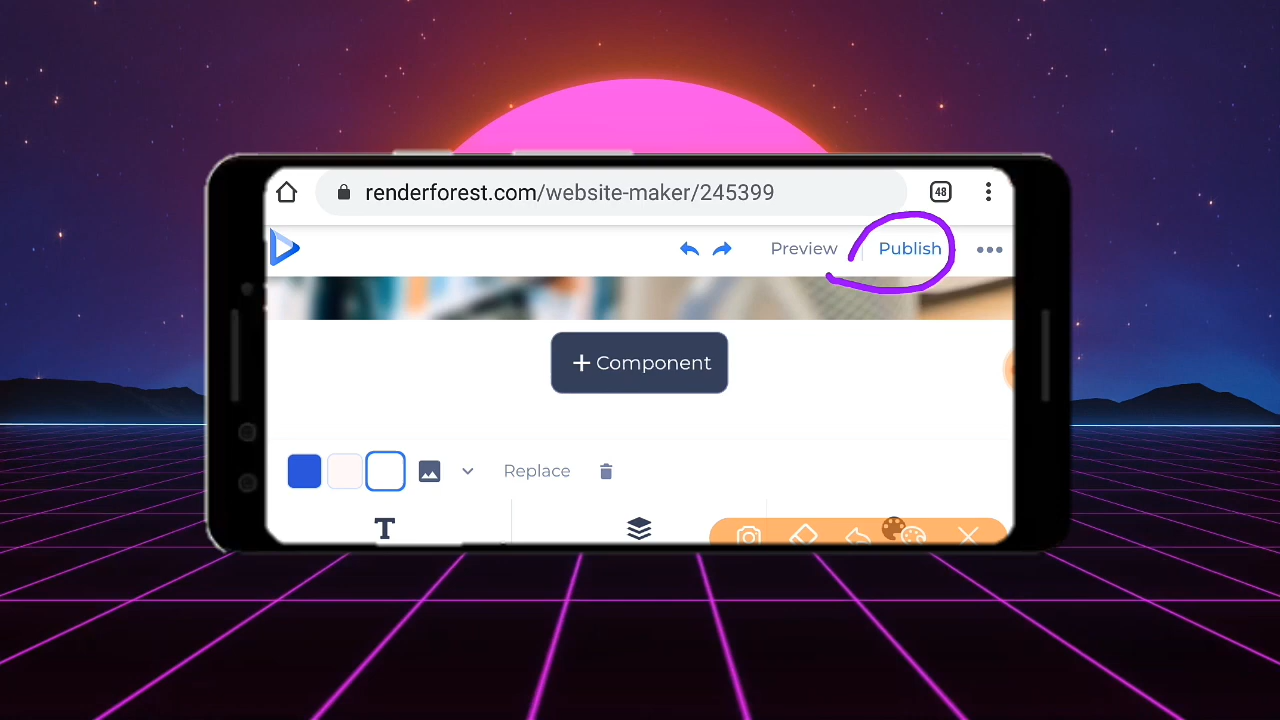 renderforest.com/website-maker/245399 48
Preview Publish
+ Component
Replace
T